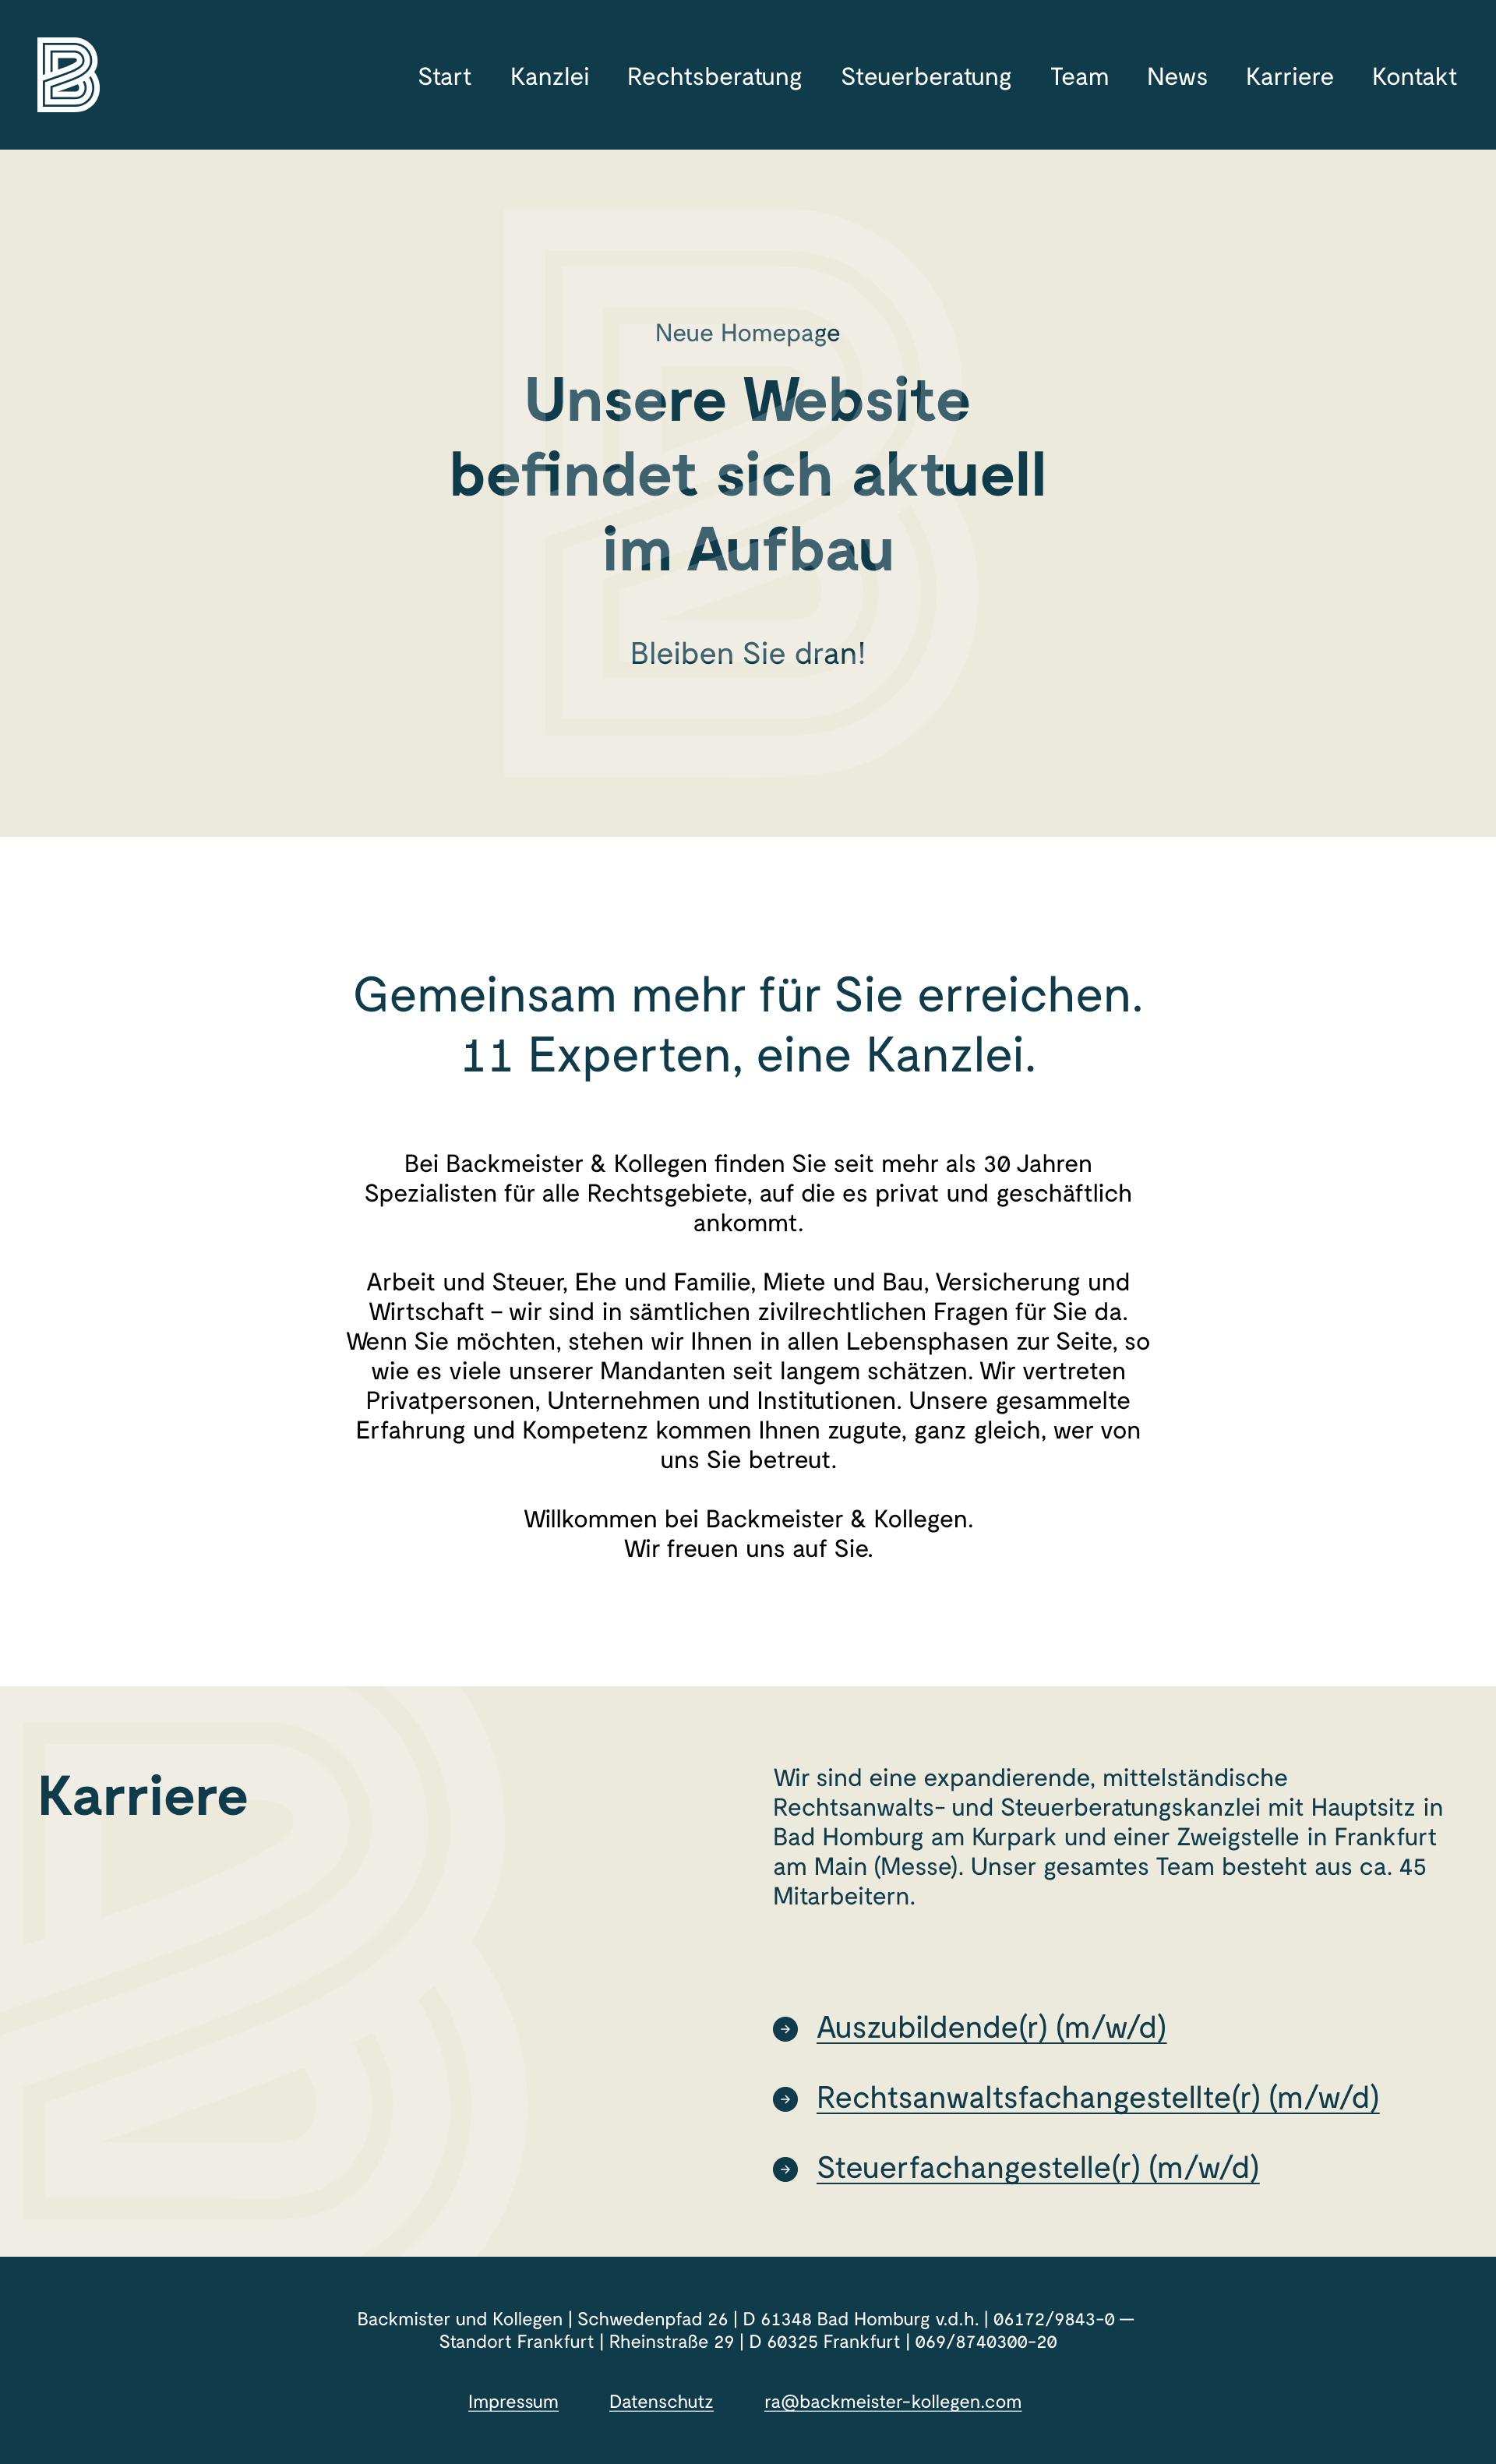 B
Start Kanzlei Rechtsberatung Steuerberatung Team News Karriere Kontakt
Neue Homepage
Unsere Website
befindet sich aktuell
im Aufbau
Bleiben Sie dran!
Gemeinsam mehr für Sie erreichen.
11 Experten, eine Kanzlei.
Bei Backmeister & Kollegen finden Sie seit mehr als 30 Jahren
Spezialisten für alle Rechtsgebiete, auf die es privat und geschäftlich
ankommt.
Arbeit und Steuer, Ehe und Familie, Miete und Bau, Versicherung und
Wirtschaft – wir sind in sämtlichen zivilrechtlichen Fragen für Sie da.
Wenn Sie möchten, stehen wir Ihnen in allen Lebensphasen zur Seite, so
wie es viele unserer Mandanten seit langem schätzen. Wir vertreten
Privatpersonen, Unternehmen und Institutionen. Unsere gesammelte
Erfahrung und Kompetenz kommen Ihnen zugute, ganz gleich, wer von
uns Sie betreut.
Willkommen bei Backmeister & Kollegen.
Wir freuen uns auf Sie.
Karriere
Wir sind eine expandierende, mittelständische
Rechtsanwalts- und Steuerberatungskanzlei mit Hauptsitz in
Bad Homburg am Kurpark und einer Zweigstelle in Frankfurt
am Main (Messe). Unser gesamtes Team besteht aus ca. 45
Mitarbeitern.
Auszubildende(r) (m/w/d)
Rechtsanwaltsfachangestellte(r) (m/w/d)
Steuerfachangestelle(r) (m/w/d)
Backmister und Kollegen | Schwedenpfad 26 | D 61348 Bad Homburg v.d.h. | 06172/9843-0 —
Standort Frankfurt | Rheinstraße 29 | D 60325 Frankfurt | 069/8740300-20
Impressum Datenschutz ra@backmeister-kollegen.com